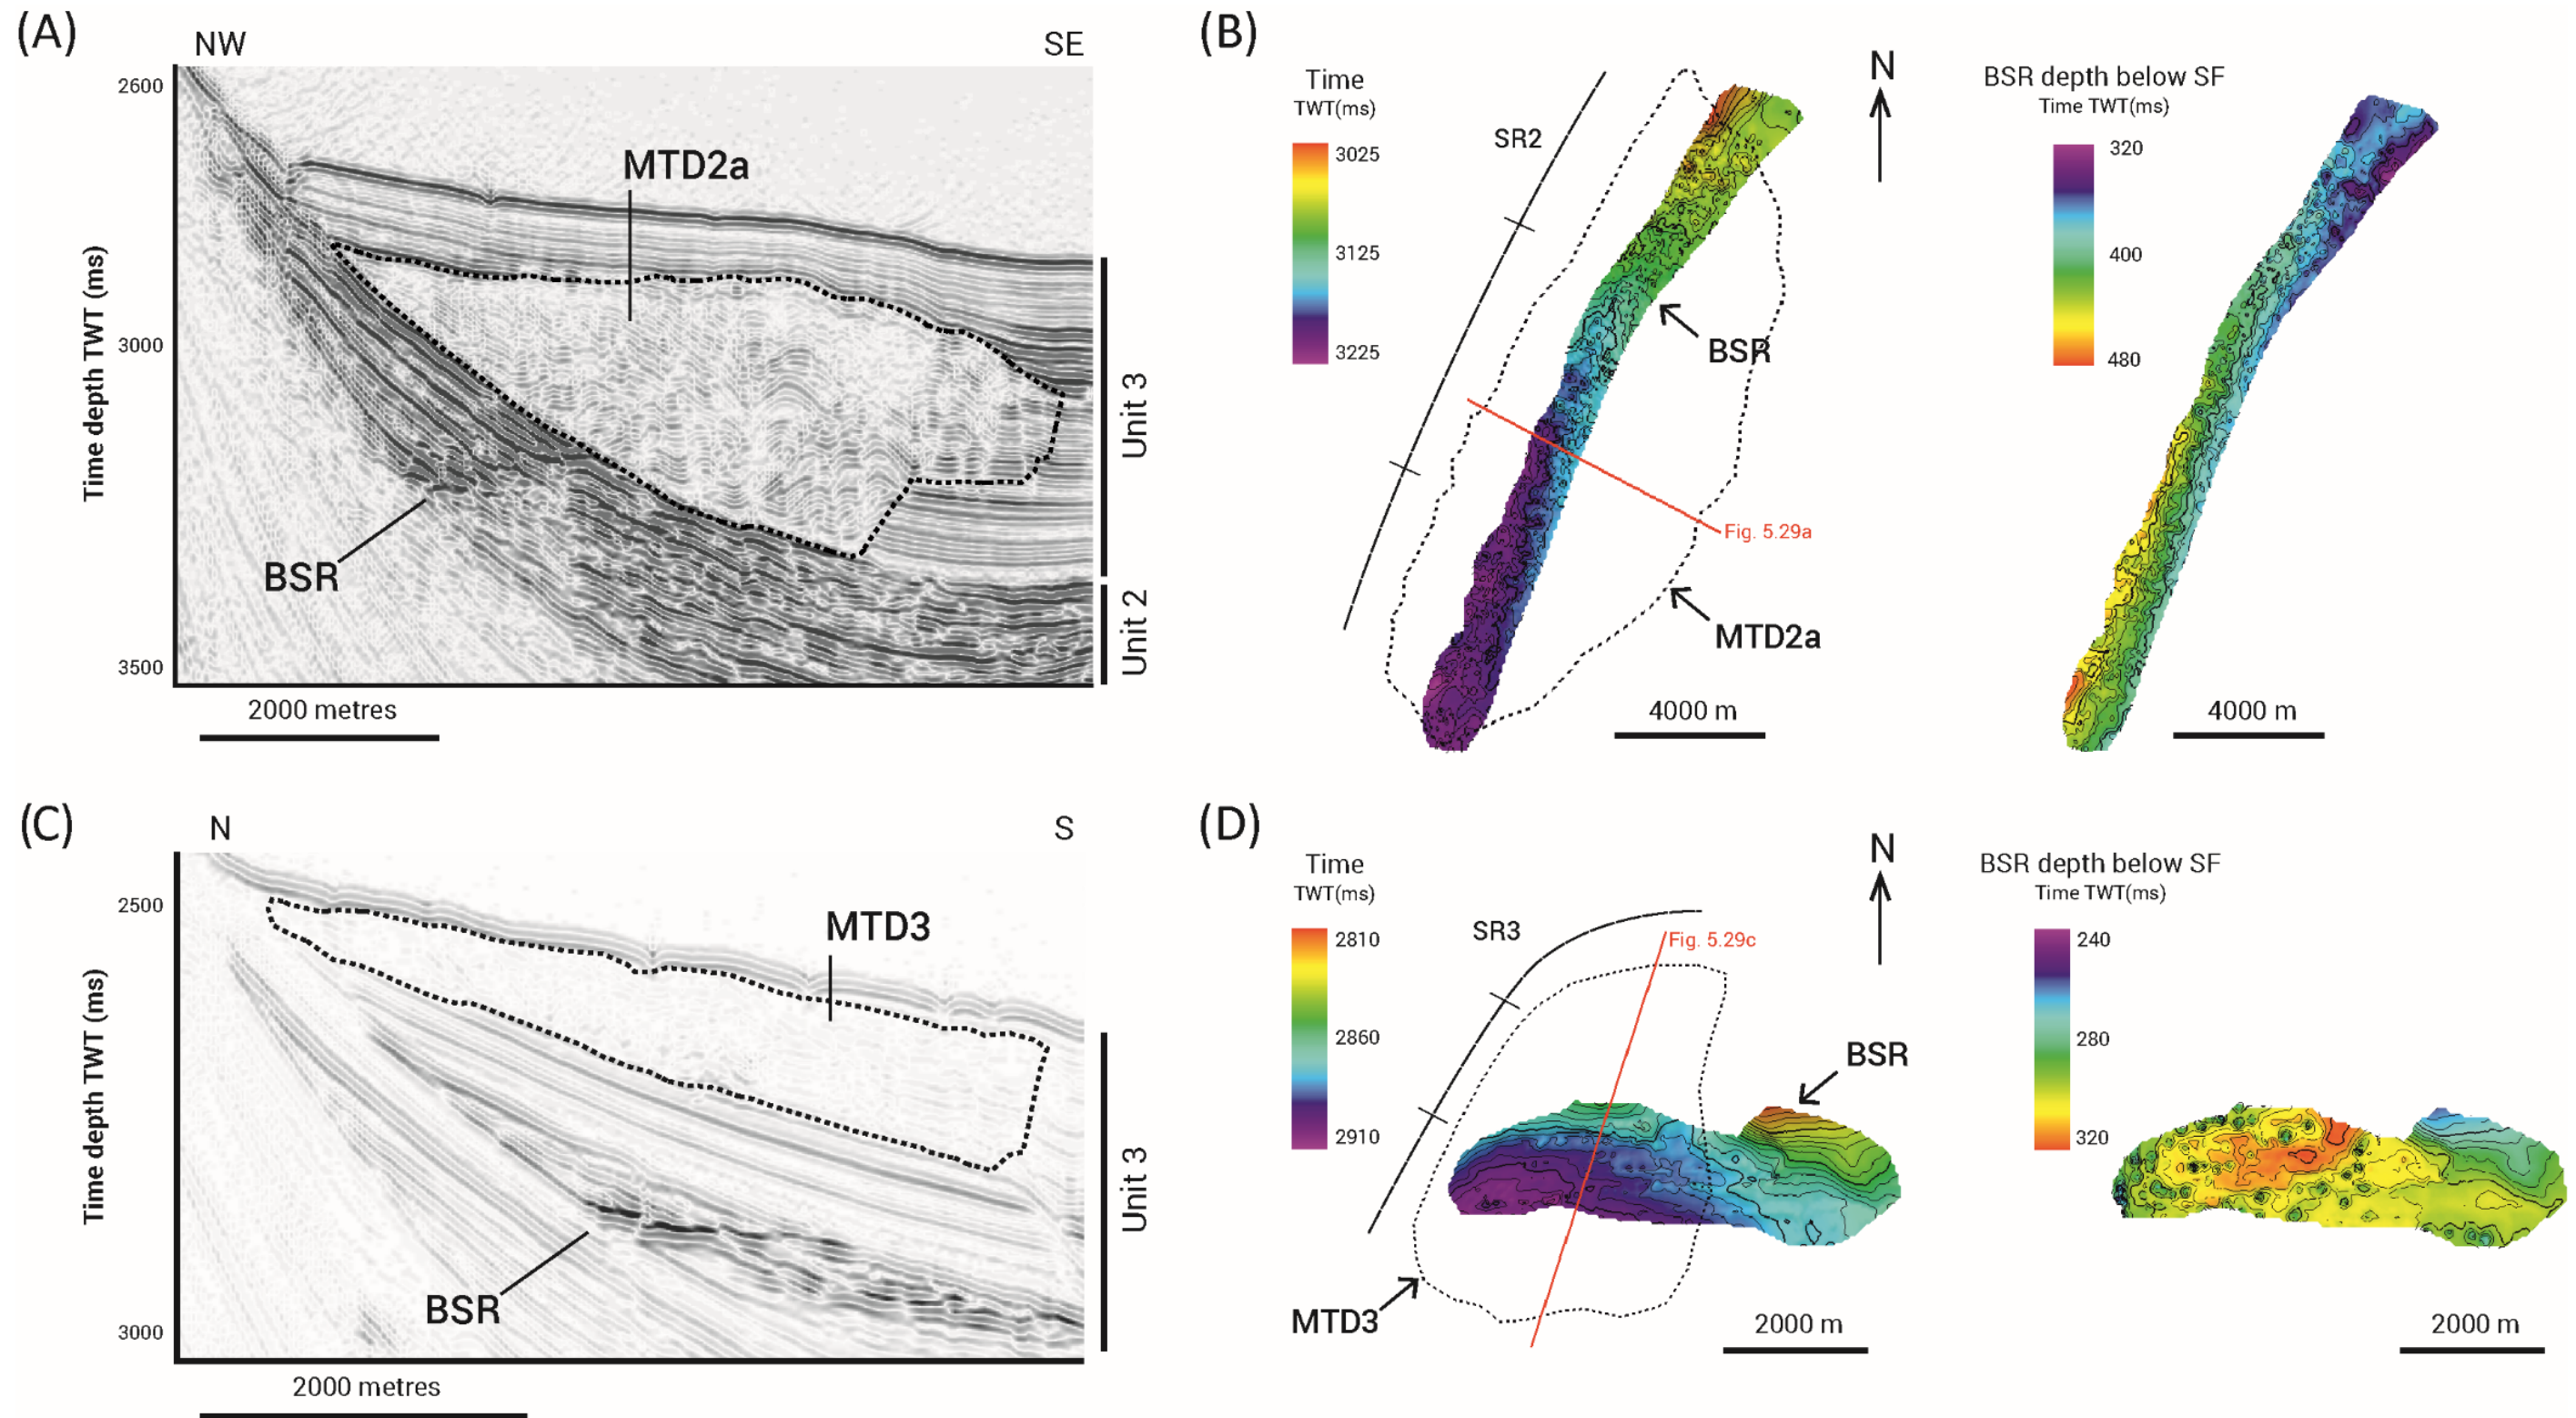 (A)
NW
SE
2600
3000
3500
Time depth TWT (ms)
MTD2a
BSR
Unit 3
Unit 2
2000 metres
(B)
Time
TWT(ms)
3025
3125
3225
SR2
N
BSR
Fig. 5.29a
MTD2a
4000 m
BSR depth below SF
Time TWT(ms)
320
400
480
4000 m
(C)
N
S
2500
3000
Time depth TWT (ms)
MTD3
BSR
Unit 3
2000 metres
(D)
Time
TWT(ms)
2810
2860
2910
SR3
Fig. 5.29c
N
BSR
MTD3
2000 m
BSR depth below SF
Time TWT(ms)
240
280
320
2000 m